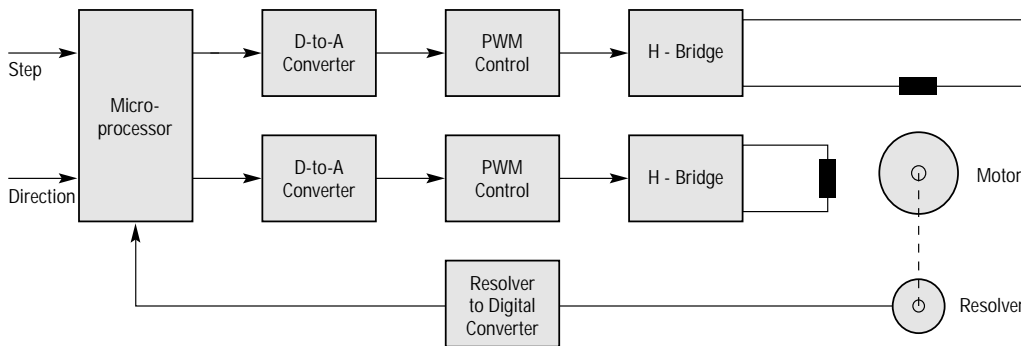 Step
Direction
Micro-
processor
D-to-A
Converter
PWM
Control
H - Bridge
D-to-A
Converter
PWM
Control
H - Bridge
Motor
Resolver
to Digital
Converter
Resolver